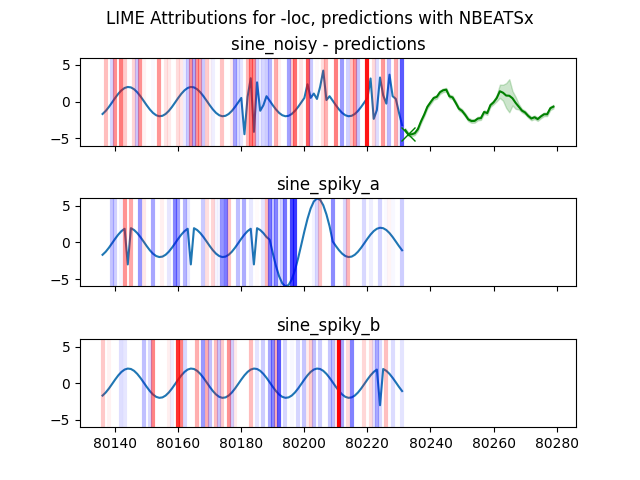 LIME Attributions for -loc, predictions with NBEATSx
sine_noisy - predictions
5
0
−5
sine_spiky_a
5
0
−5
sine_spiky_b
5
0
−5
80140 80160 80180 80200 80220 80240 80260 80280